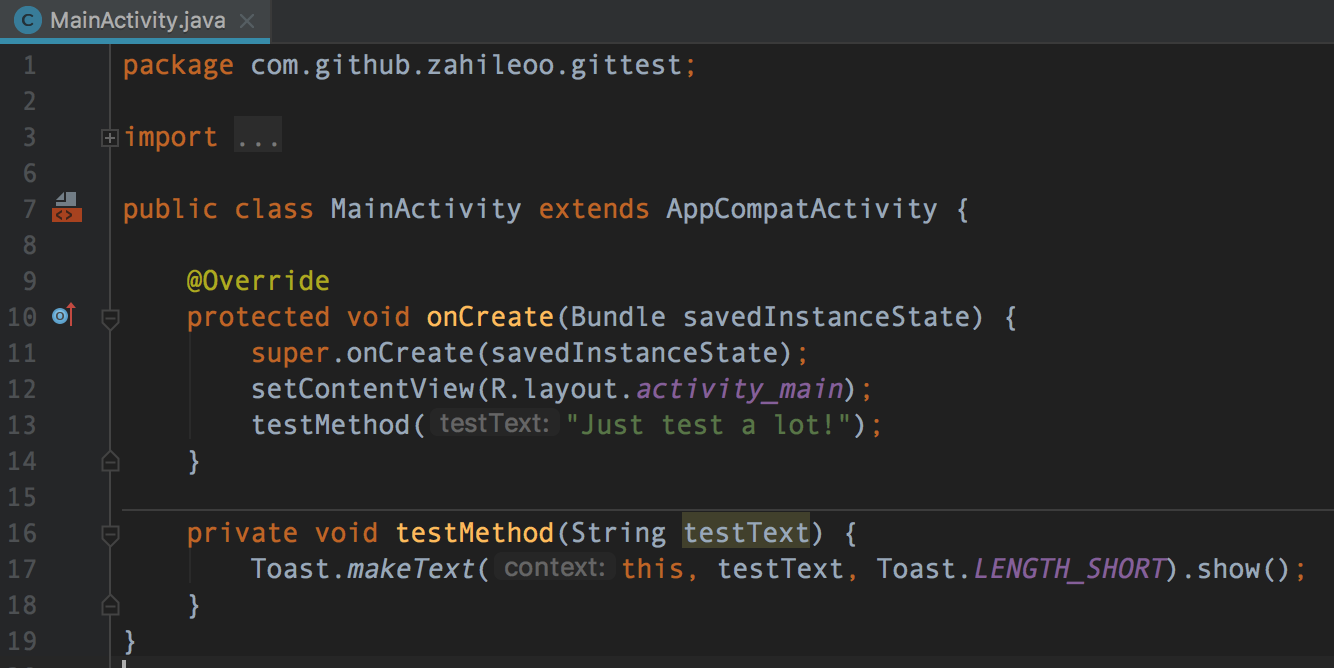 MainActivity.java
1 package com.github.zahileoo.gittest;
2
3 import ...
6
7 public class MainActivity extends AppCompatActivity {
8
9 @Override
10 protected void onCreate(Bundle savedInstanceState) {
11 super.onCreate(savedInstanceState);
12 setContentView(R.layout.activity_main);
13 testMethod( testText: "Just test a lot!");
14 }
15
16 private void testMethod(String testText) {
17 Toast.makeText( context: this, testText, Toast.LENGTH_SHORT).show();
18 }
19 }